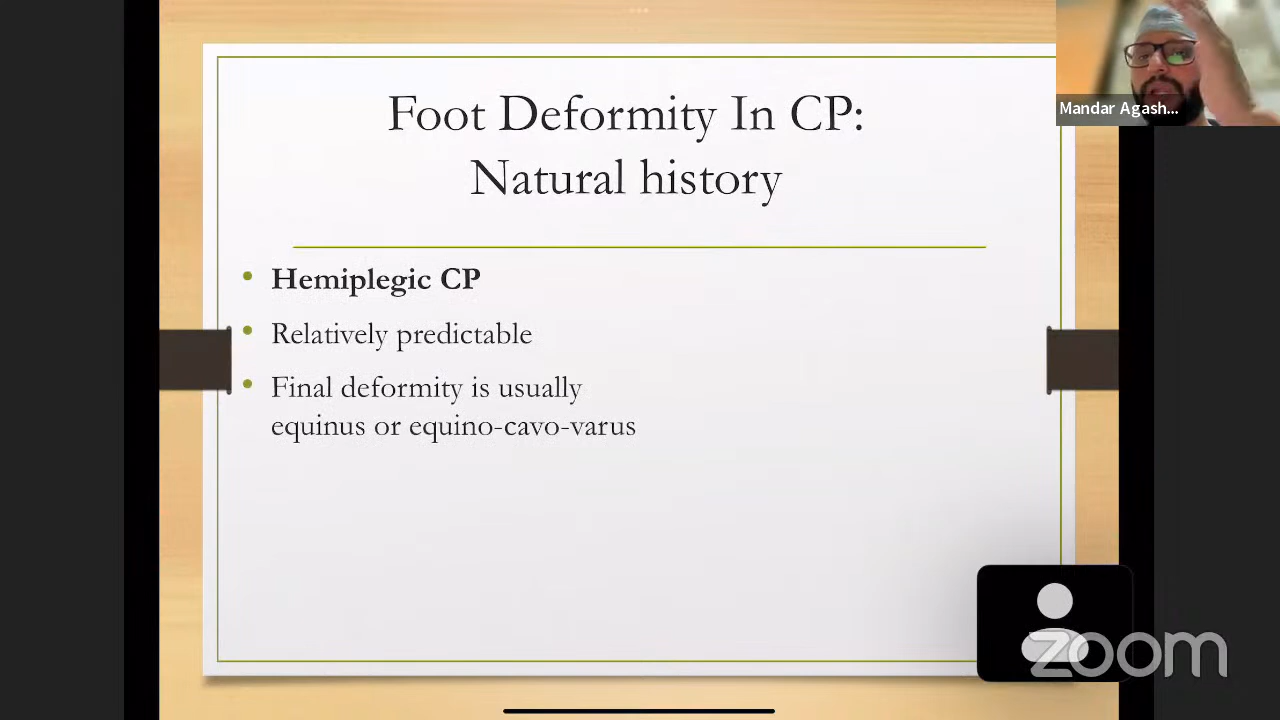 Foot Deformity In CP:
Natural history
Mandar Agash...
Hemiplegic CP
Relatively predictable
Final deformity is usually
equinus or equino-cavo-varus
zoom